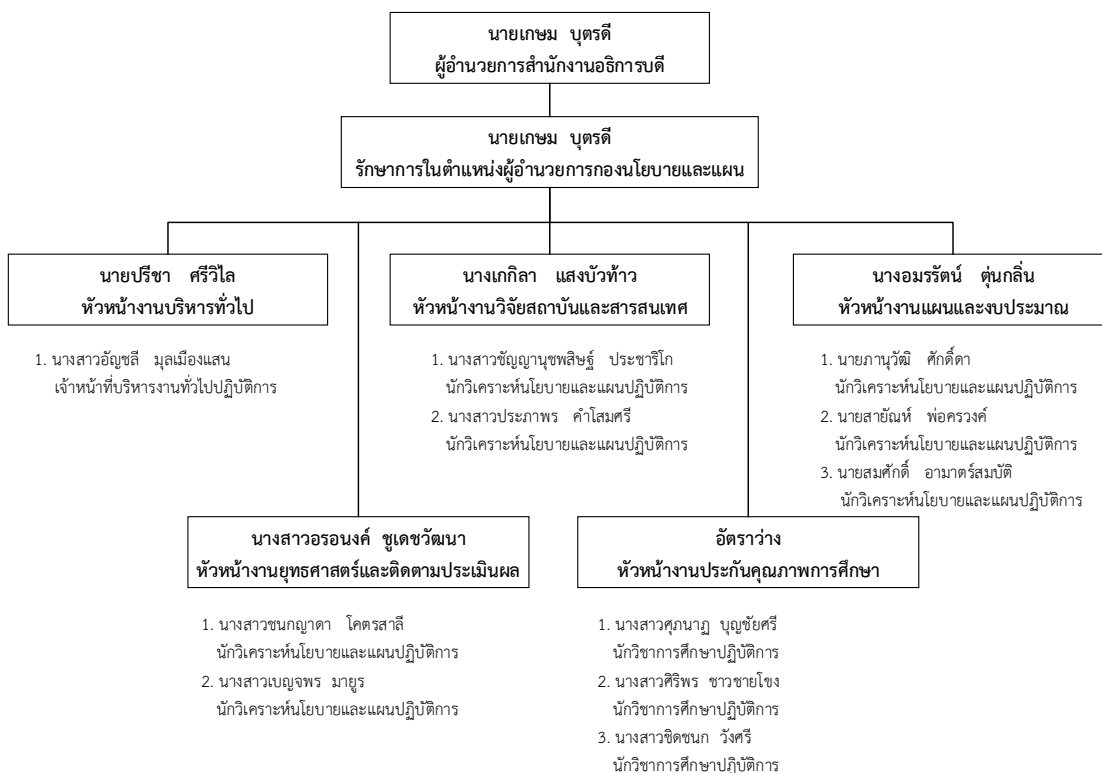 นายเกษม บุตรดี
ผู้อำนวยการสำนักงานอธิการบดี
นายเกษม บุตรดี
รักษาการในตำแหน่งผู้อำนวยการกองนโยบายและแผน
นายปรีชา ศรีวิไล
หัวหน้างานบริหารทั่วไป
1. นางสาวอัญชลี มุลเมืองแสน
เจ้าหน้าที่บริหารงานทั่วไปปฏิบัติการ
นางเกกิลา แสงบัวท้าว
หัวหน้างานวิจัยสถาบันและสารสนเทศ
1. นางสาวชัญญานุชพสิษฐ์ ประชาริโก
นักวิเคราะห์นโยบายและแผนปฏิบัติการ
2. นางสาวประภาพร คำโสมศรี
นักวิเคราะห์นโยบายและแผนปฏิบัติการ
นางอมรรัตน์ ตุ่นกลิ่น
หัวหน้างานแผนและงบประมาณ
1. นายภานุวัฒิ ศักดิ์ดา
นักวิเคราะห์นโยบายและแผนปฏิบัติการ
2. นายสายัณห์ พ่อครวงค์
นักวิเคราะห์นโยบายและแผนปฏิบัติการ
3. นายสมศักดิ์ อามาตร์สมบัติ
นักวิเคราะห์นโยบายและแผนปฏิบัติการ
นางสาวอรอนงค์ ชูเดชวัฒนา
หัวหน้างานยุทธศาสตร์และติดตามประเมินผล
1. นางสาวชนกญาดา โคตรสาลี
นักวิเคราะห์นโยบายและแผนปฏิบัติการ
2. นางสาวเบญจพร มายูร
นักวิเคราะห์นโยบายและแผนปฏิบัติการ
อัตราว่าง
หัวหน้างานประกันคุณภาพการศึกษา
1. นางสาวศุภนาฏ บุญชัยศรี
นักวิชาการศึกษาปฏิบัติการ
2. นางสาวศิริพร ชาวชายโขง
นักวิชาการศึกษาปฏิบัติการ
3. นางสาวชิดชนก วังศรี
นักวิชาการศึกษาปฏิบัติการ